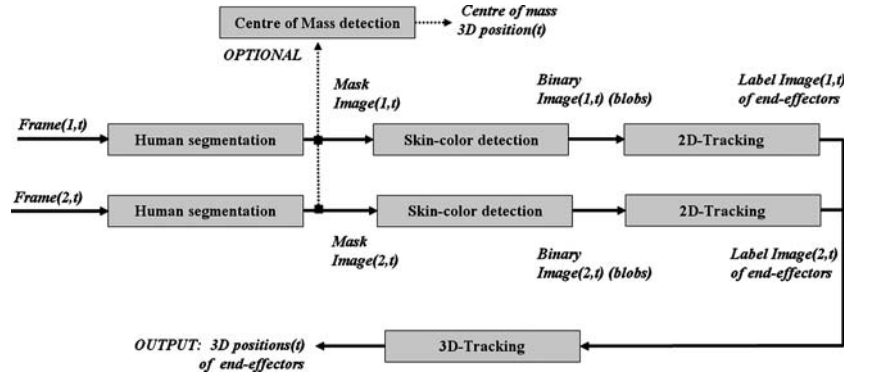 Centre of Mass detection
Centre of mass
3D position(t)
OPTIONAL
Mask
Image(1,t)
Binary
Image(1,t) (blobs)
Label Image(1,t)
of end-effectors
Frame(1,t)
Human segmentation
Skin-color detection
2D-Tracking
Frame(2,t)
Human segmentation
Skin-color detection
2D-Tracking
Mask
Image(2,t)
Binary
Image(2,t) (blobs)
Label Image(2,t)
of end-effectors
OUTPUT: 3D positions(t)
of end-effectors
3D-Tracking